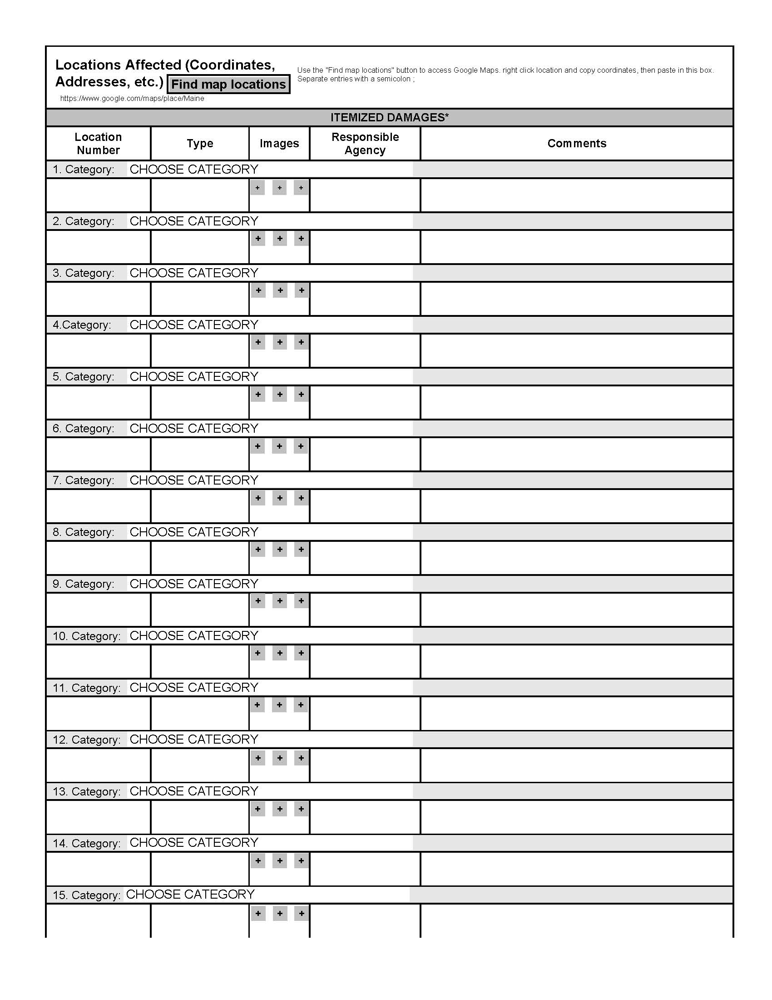 Locations Affected (Coordinates,
Addresses, etc.) Find map locations
https://www.google.com/maps/place/Maine
Use the "Find map locations" button to access Google Maps. right click location and copy coordinates, then paste in this box.
Separate entries with a semicolon ;
ITEMIZED DAMAGES*
Location
Number
Type
Images
Responsible
Agency
Comments
1. Category: CHOOSE CATEGORY
+ + +
2. Category: CHOOSE CATEGORY
+ + +
3. Category: CHOOSE CATEGORY
+ + +
4.Category: CHOOSE CATEGORY
+ + +
5. Category: CHOOSE CATEGORY
+ + +
6. Category: CHOOSE CATEGORY
+ + +
7. Category: CHOOSE CATEGORY
+ + +
8. Category: CHOOSE CATEGORY
+ + +
9. Category: CHOOSE CATEGORY
+ + +
10. Category: CHOOSE CATEGORY
+ + +
11. Category: CHOOSE CATEGORY
+ + +
12. Category: CHOOSE CATEGORY
+ + +
13. Category: CHOOSE CATEGORY
+ + +
14. Category: CHOOSE CATEGORY
+ + +
15. Category: CHOOSE CATEGORY
+ + +